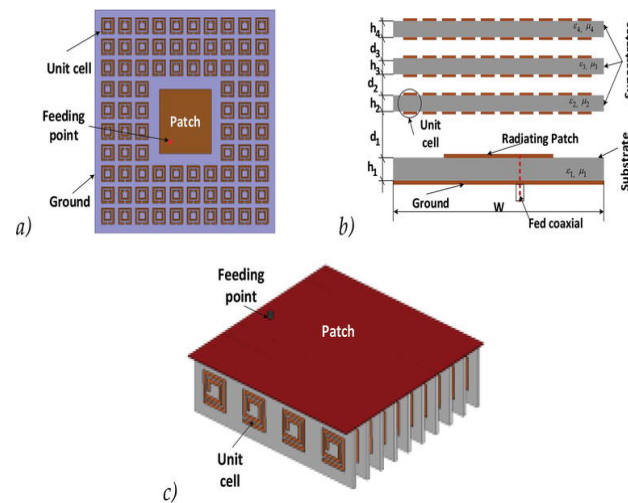 a)
Unit cell
Feeding
point
Patch
Ground
b)
h4
d3
h3
d2
h2
d1
h1
ε4, μ4
ε3, μ3
ε2, μ2
Superstrates
Unit
cell
Radiating Patch
Substrate
ε1, μ1
Ground
W
Fed coaxial
c)
Feeding
point
Patch
Unit
cell